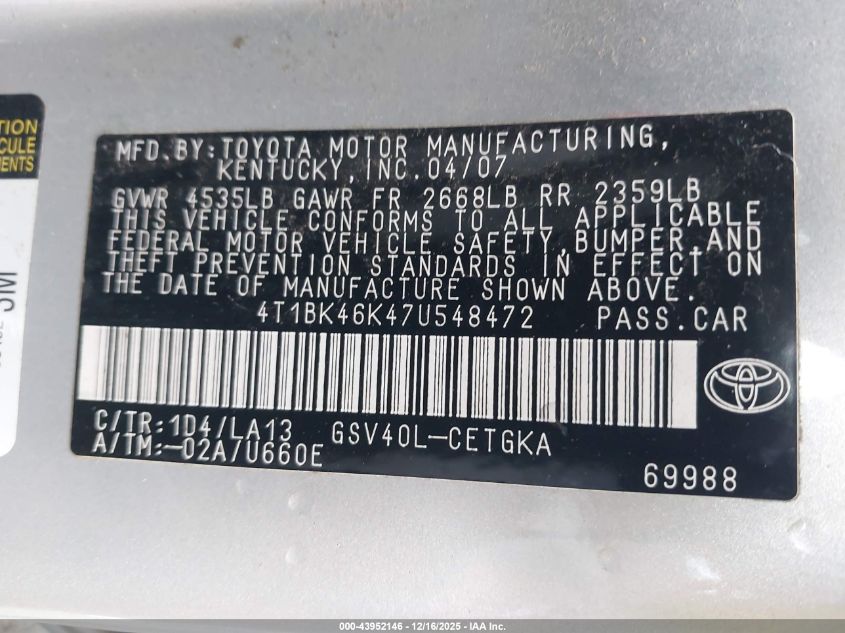 TION
CULE
MENTS
MFD.BY:TOYOTA MOTOR MANUFACTURING,
KENTUCKY,INC.04/07
GVWR 4535LB GAWR FR 2668LB RR 2359LB
THIS VEHICLE CONFORMS TO ALL APPLICABLE
FEDERAL MOTOR VEHICLE SAFETY,BUMPER,AND
THEFT PREVENTION STANDARDS IN EFFECT ON
THE DATE OF MANUFACTURE SHOWN ABOVE.
4T1BK46K47U548472 PASS.CAR
C/TR:1D4/LA13 GSV40L-CETGKA
A/TM:-02A/U660E
69988
000-43952146 - 12/16/2025 - IAA Inc.